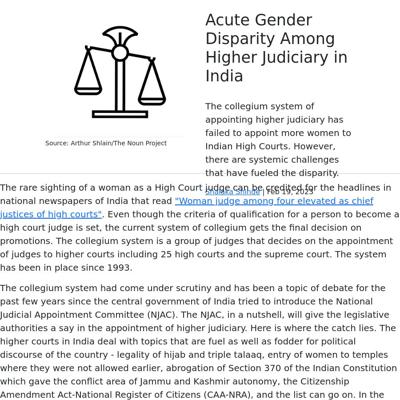 Acute Gender
Disparity Among
Higher Judiciary in
India
The collegium system of
appointing higher judiciary has
failed to appoint more women to
Indian High Courts. However,
there are systemic challenges
that have fueled the disparity.
Source: Arthur Shlain/The Noun Project
| Feb 19, 2023
The rare sighting of a woman as a High Court judge can be credited for the headlines in
national newspapers of India that read "Woman judge among four elevated as chief
justices of high courts". Even though the criteria of qualification for a person to become a
high court judge is set, the current system of collegium gets the final decision on
promotions. The collegium system is a group of judges that decides on the appointment
of judges to higher courts including 25 high courts and the supreme court. The system
has been in place since 1993.
The collegium system had come under scrutiny and has been a topic of debate for the
past few years since the central government of India tried to introduce the National
Judicial Appointment Committee (NJAC). The NJAC, in a nutshell, will give the legislative
authorities a say in the appointment of higher judiciary. Here is where the catch lies. The
higher courts in India deal with topics that are fuel as well as fodder for political
discourse of the country - legality of hijab and triple talaaq, entry of women to temples
where they were not allowed earlier, abrogation of Section 370 of the Indian Constitution
which gave the conflict area of Jammu and Kashmir autonomy, the Citizenship
Amendment Act-National Register of Citizens (CAA-NRA), and the list can go on. In the